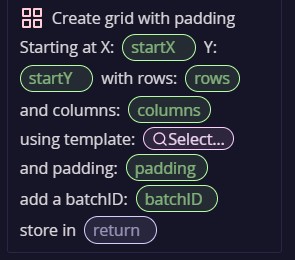 Create grid with padding
Starting at X: startX Y:
startY with rows: rows
and columns: columns
using template: Select...
and padding: padding
add a batchID: batchID
store in return